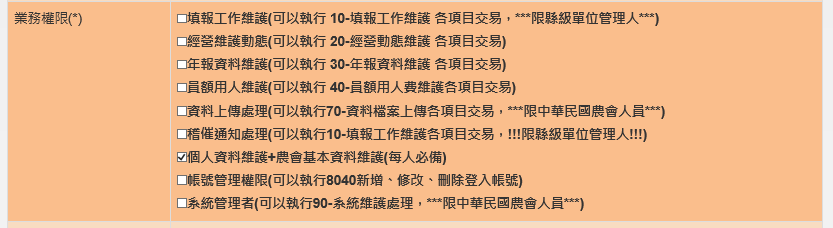 業務權限(*)
填報工作維護(可以執行 10-填報工作維護 各項目交易，***限縣級單位管理人***)
經營維護動態(可以執行 20-經營動態維護 各項目交易)
年報資料維護(可以執行 30-年報資料維護 各項目交易)
員額用人維護(可以執行 40-員額用人費維護各項目交易)
資料上傳處理(可以執行70-資料檔案上傳各項目交易，***限中華民國農會人員***)
稽催通知處理(可以執行10-填報工作維護各項目交易，!!!限縣級單位管理人!!!)
個人資料維護+農會基本資料維護(每人必備)
帳號管理權限(可以執行8040新增、修改、刪除登入帳號)
系統管理者(可以執行90-系統維護處理，***限中華民國農會人員***)